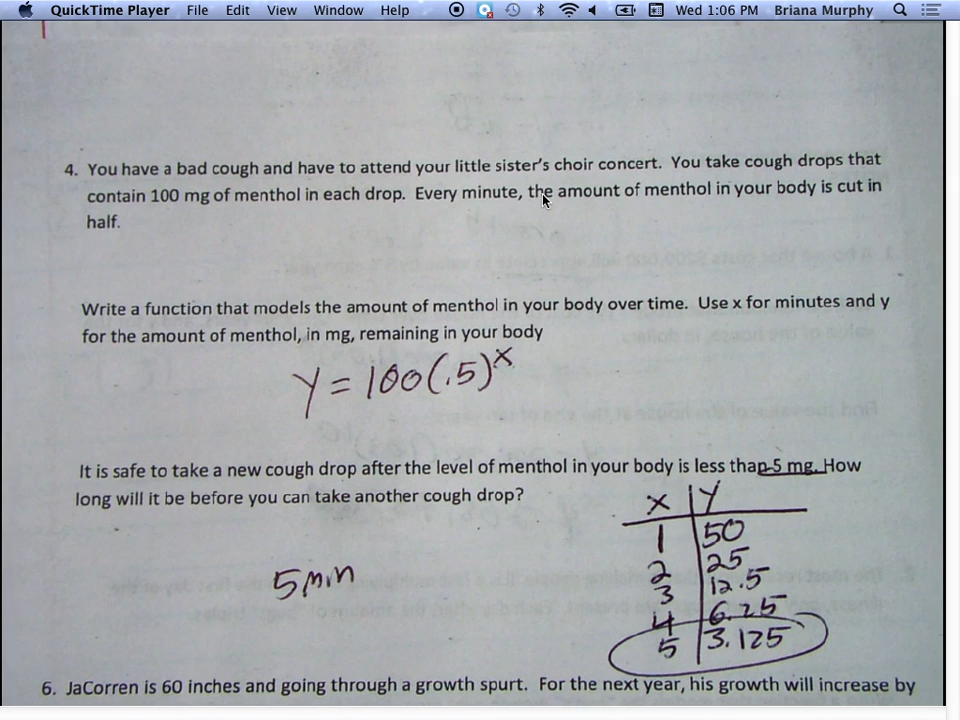 QuickTime Player File Edit View Window Help Wed 1:06 PM Briana Murphy
4. You have a bad cough and have to attend your little sister's choir concert. You take cough drops that
contain 100 mg of menthol in each drop. Every minute, the amount of menthol in your body is cut in
half.
Write a function that models the amount of menthol in your body over time. Use x for minutes and y
for the amount of menthol, in mg, remaining in your body
y = 100(.5)^x
It is safe to take a new cough drop after the level of menthol in your body is less than 5 mg. How
long will it be before you can take another cough drop?
x | y
1 | 50
2 | 25
3 | 12.5
4 | 6.25
5 | 3.125
5 min
6. JaCorren is 60 inches and going through a growth spurt. For the next year, his growth will increase by